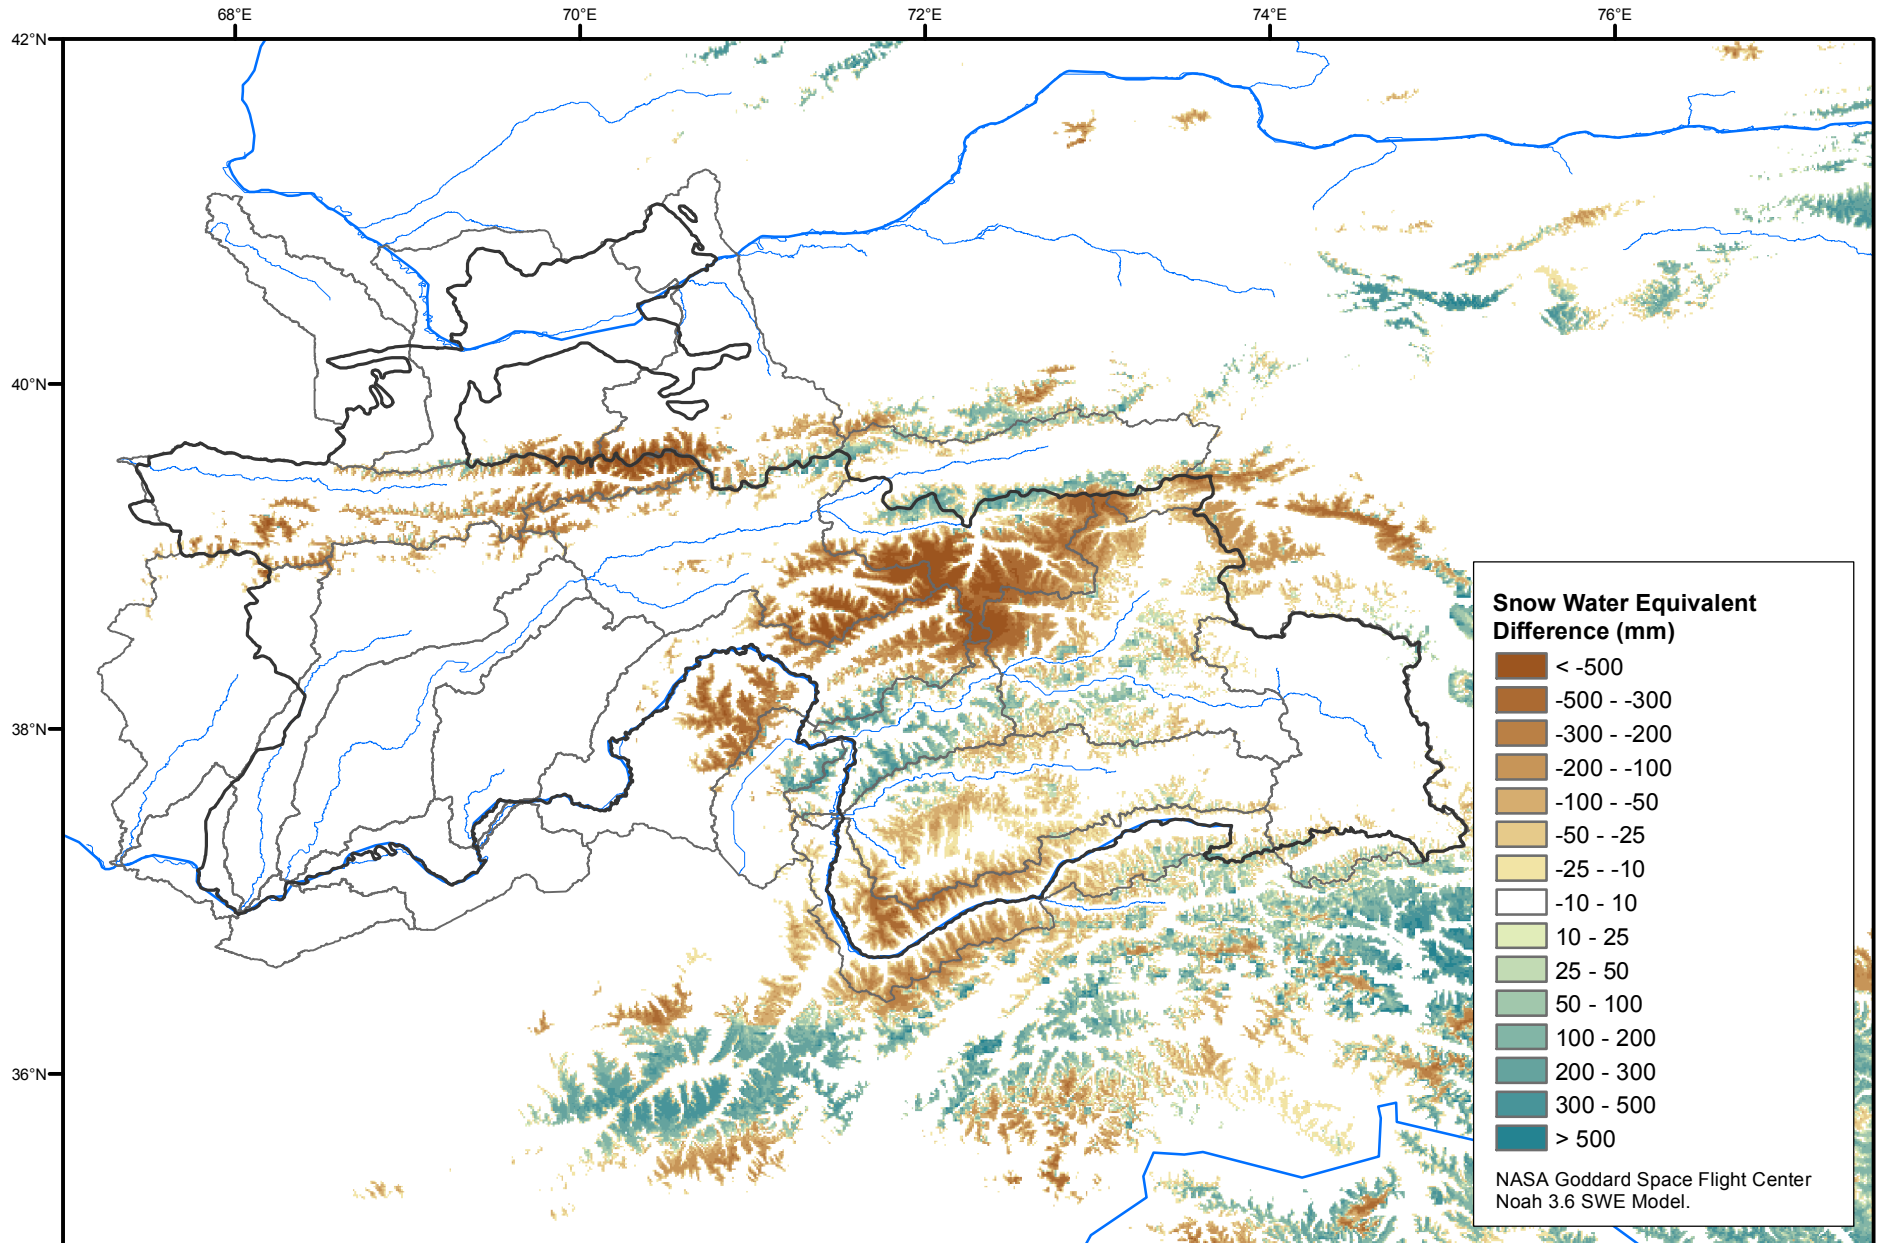 68°E 70°E 72°E 74°E 76°E
42°N
40°N
38°N
36°N
Snow Water Equivalent
Difference (mm)
< -500
-500 - -300
-300 - -200
-200 - -100
-100 - -50
-50 - -25
-25 - -10
-10 - 10
10 - 25
25 - 50
50 - 100
100 - 200
200 - 300
300 - 500
> 500
NASA Goddard Space Flight Center
Noah 3.6 SWE Model.